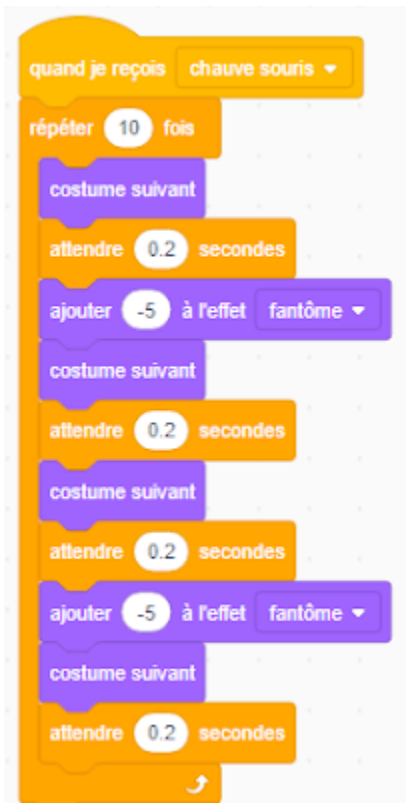 quand je reçois chauve souris
répéter 10 fois
costume suivant
attendre 0.2 secondes
ajouter -5 à l'effet fantôme
costume suivant
attendre 0.2 secondes
costume suivant
attendre 0.2 secondes
ajouter -5 à l'effet fantôme
costume suivant
attendre 0.2 secondes